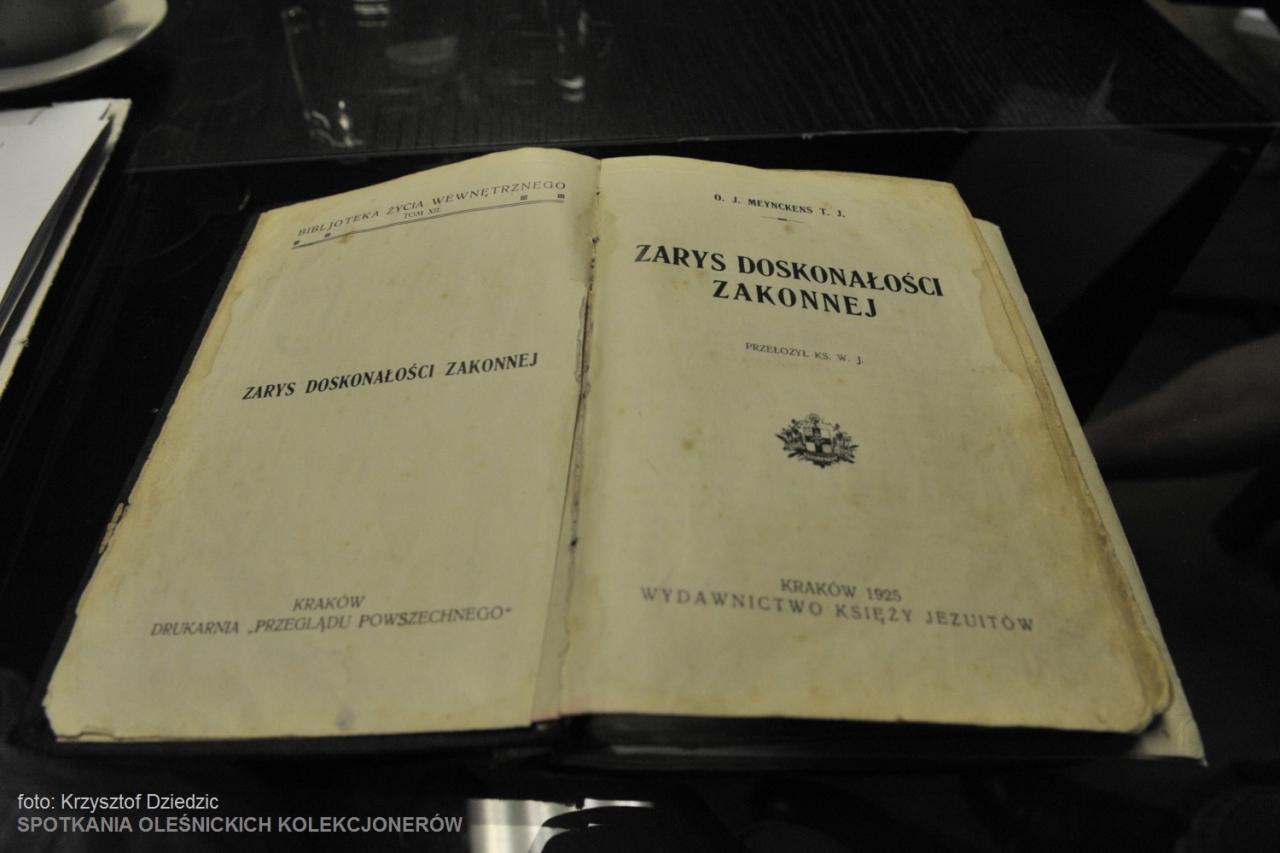 BIBLJOTEKA ŻYCIA WEWNĘTRZNEGO
TOM XII.
ZARYS DOSKONAŁOŚCI ZAKONNEJ
KRAKÓW
DRUKARNIA „PRZEGLĄDU POWSZECHNEGO“
O. J. MEYNCKENS T. J.
ZARYS DOSKONAŁOŚCI
ZAKONNEJ
PRZEŁOŻYŁ KS. W. J.
KRAKÓW 1925
WYDAWNICTWO KSIĘŻY JEZUITÓW
foto: Krzysztof Dziedzic
SPOTKANIA OLEŚNICKICH KOLEKCJONERÓW